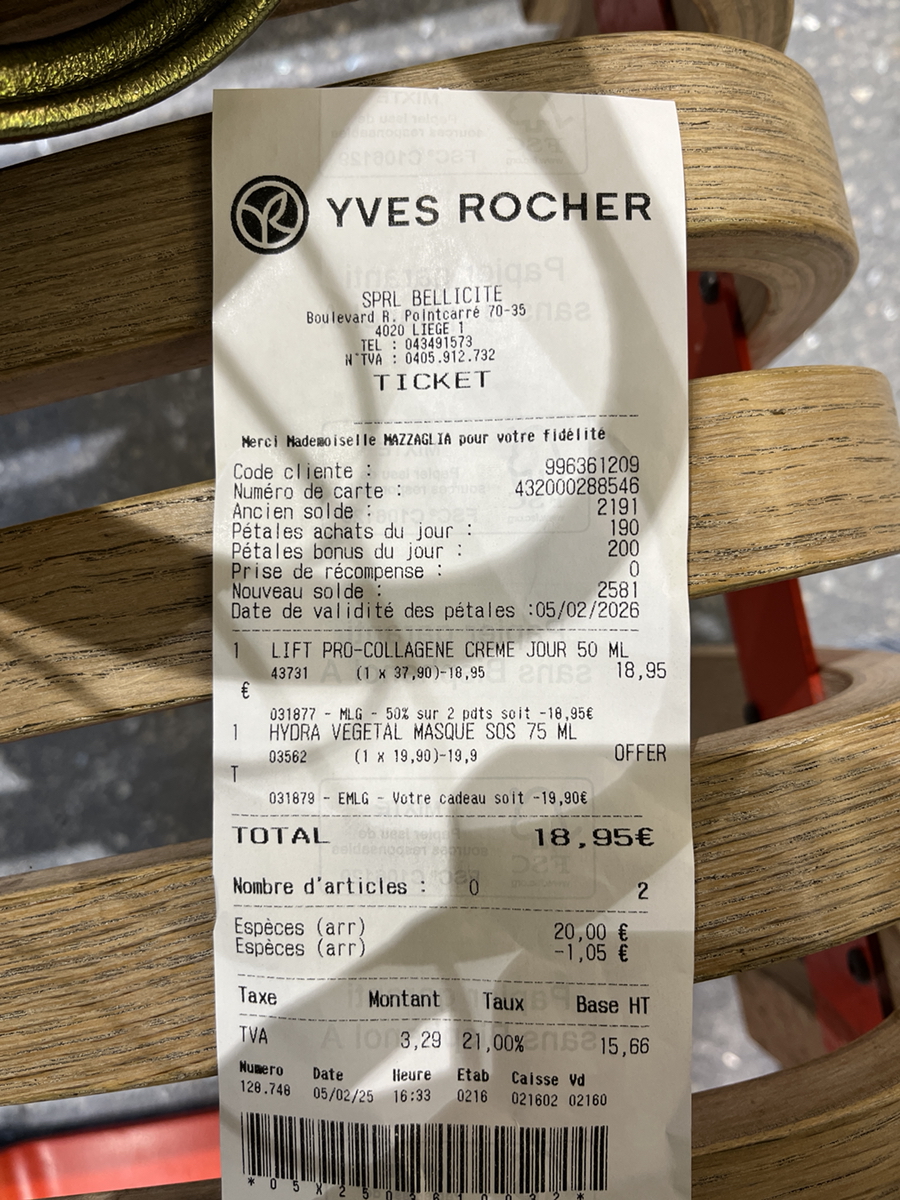 YVES ROCHER
SPRL BELLICITE
Boulevard R. Pointcarré 70-35
4020 LIEGE 1
TEL : 043491573
N°TVA : 0405.912.732
TICKET
Merci Mademoiselle MAZZAGLIA pour votre fidélité
Code cliente : 996361209
Numéro de carte : 432000288546
Ancien solde : 2191
Pétales achats du jour : 190
Pétales bonus du jour : 200
Prise de récompense : 0
Nouveau solde : 2581
Date de validité des pétales :05/02/2026
1 LIFT PRO-COLLAGENE CREME JOUR 50 ML
43731 (1 x 37,90)-18,95 18,95
€
031877 - MLG - 50% sur 2 pdts soit -18,95€
1 HYDRA VEGETAL MASQUE SOS 75 ML
03562 (1 x 19,90)-19,9 OFFER
T
031879 - EMLG - Votre cadeau soit -19,90€
TOTAL 18,95€
Nombre d'articles : 0 2
Espèces (arr) 20,00 €
Espèces (arr) -1,05 €
Taxe Montant Taux Base HT
TVA 3,29 21,00% 15,66
Numero Date Heure Etab Caisse Vd
128.748 05/02/25 16:33 0216 021602 02160